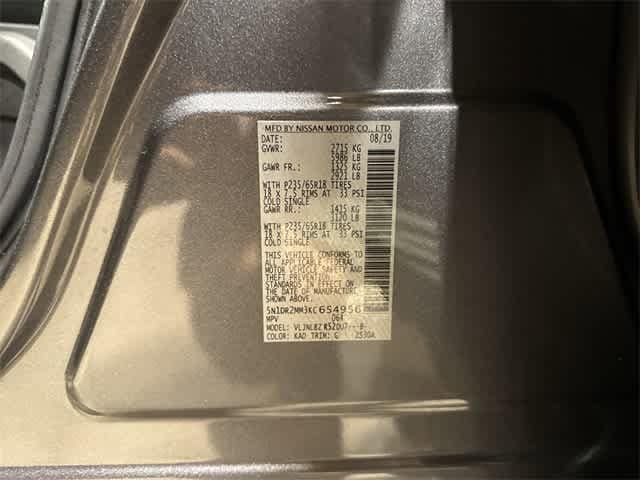 MFD BY NISSAN MOTOR CO., LTD.
DATE: 08/19
GVWR: 2715 KG
5986 LB
GAWR FR.: 1325 KG
2921 LB
WITH P235/65R18 TIRES
18 X 7.5 RIMS AT 33 PSI
COLD SINGLE
GAWR RR.: 1415 KG
3120 LB
WITH P235/65R18 TIRES
18 X 7.5 RIMS AT 33 PSI
COLD SINGLE
THIS VEHICLE CONFORMS TO
ALL APPLICABLE FEDERAL
MOTOR VEHICLE SAFETY AND
THEFT PREVENTION
STANDARDS IN EFFECT ON
THE DATE OF MANUFACTURE
SHOWN ABOVE.
5N1DR2MM3KC654956
MPV 064
MODEL: R52
COLOR: KAD TRIM: G